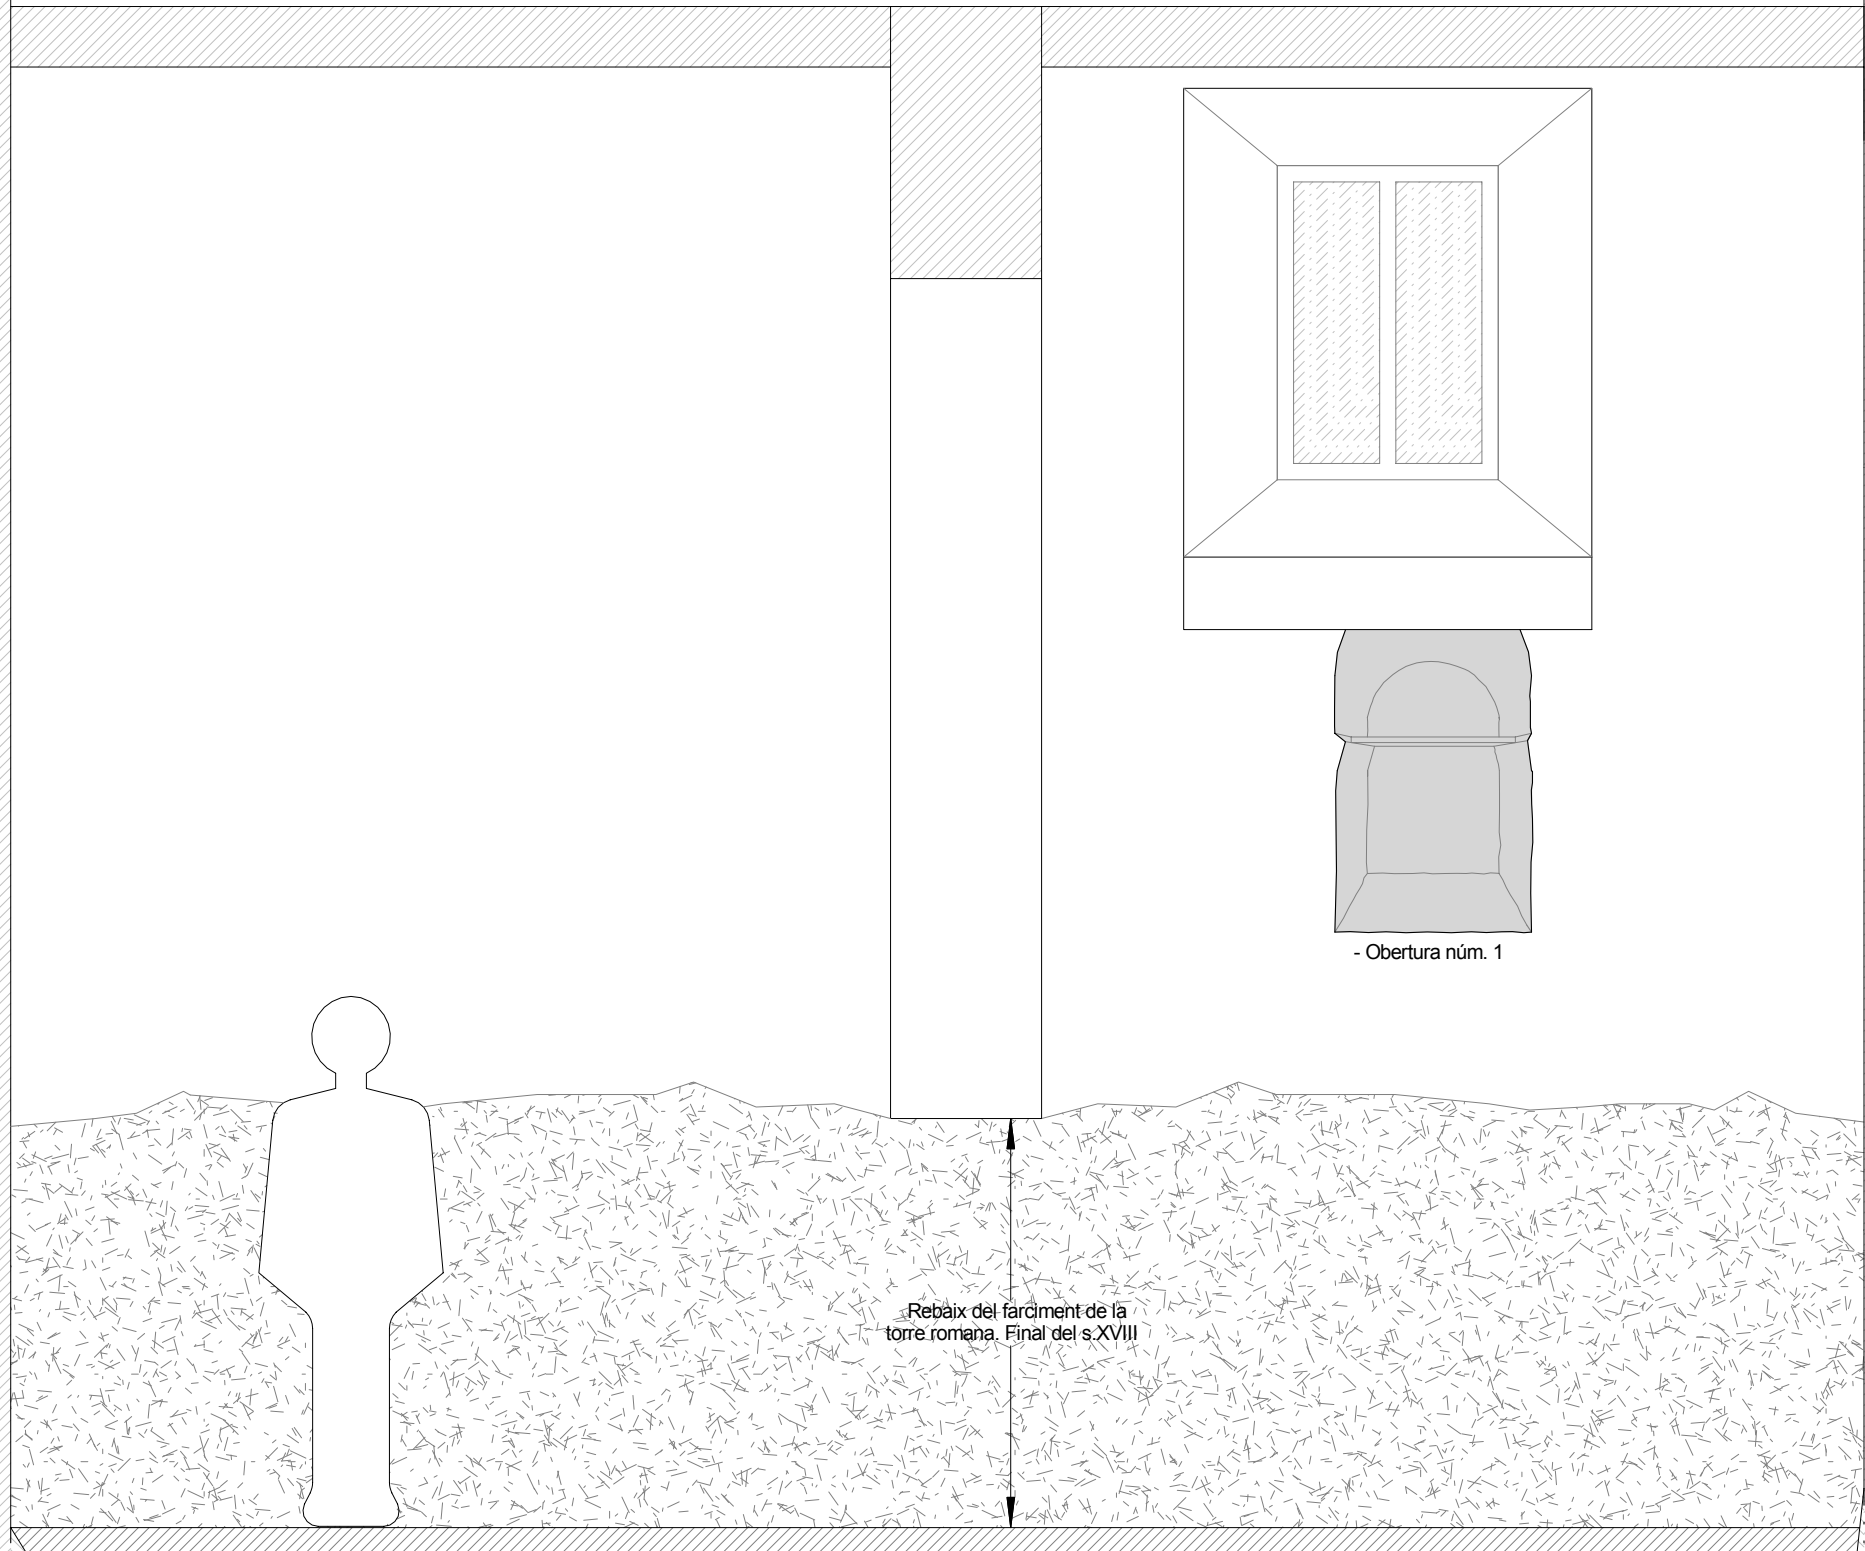 - Obertura núm. 1
Rebaix del farciment de la
torre romana. Final del s.XVIII